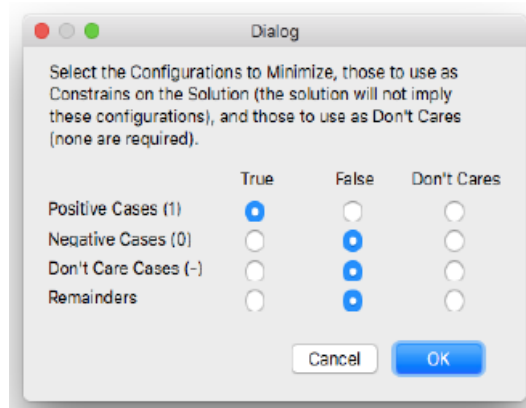 Dialog
Select the Configurations to Minimize, those to use as
Constrains on the Solution (the solution will not imply
these configurations), and those to use as Don't Cares
(none are required).
True False Don't Cares
Positive Cases (1)
Negative Cases (0)
Don't Care Cases (-)
Remainders
Cancel OK